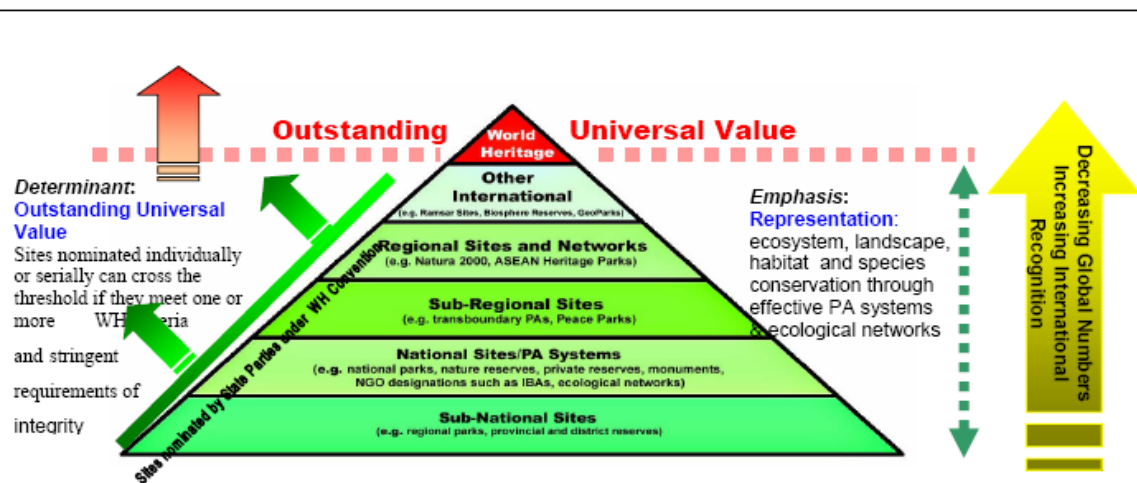 Outstanding
Universal Value
World
Heritage
Determinant:
Outstanding Universal
Value
Sites nominated individually
or serially can cross the
threshold if they meet one or
more WH
and stringent
requirements of
integrity
Sites nominated by State Parties under WH Convention
Other
International
(e.g. Ramsar Sites, Biosphere Reserves, GeoParks)
Regional Sites and Networks
(e.g. Natura 2000, ASEAN Heritage Parks)
Sub-Regional Sites
(e.g. transboundary PAs, Peace Parks)
National Sites/PA Systems
(e.g. national parks, nature reserves, private reserves, monuments,
NGO designations such as IBAs, ecological networks)
Sub-National Sites
(e.g. regional parks, provincial and district reserves)
Emphasis:
Representation:
ecosystem, landscape,
habitat and species
conservation through
effective PA systems
& ecological networks
Decreasing Global Numbers
Increasing International
Recognition